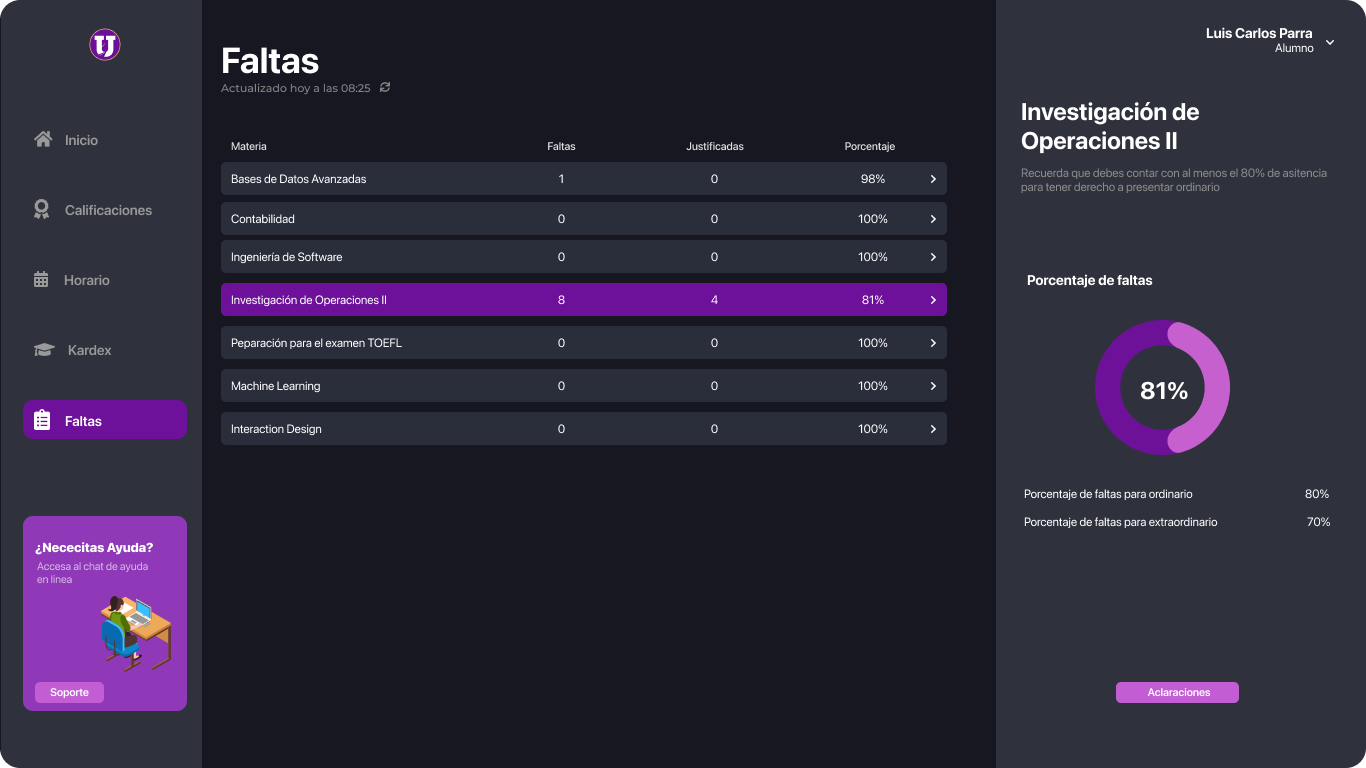 UJ
Inicio
Calificaciones
Horario
Kardex
Faltas
¿Nececitas Ayuda?
Accesa al chat de ayuda
en linea
Soporte
Faltas
Actualizado hoy a las 08:25
Materia Faltas Justificadas Porcentaje
Bases de Datos Avanzadas 1 0 98%
Contabilidad 0 0 100%
Ingeniería de Software 0 0 100%
Investigación de Operaciones II 8 4 81%
Peparación para el examen TOEFL 0 0 100%
Machine Learning 0 0 100%
Interaction Design 0 0 100%
Luis Carlos Parra
Alumno
Investigación de
Operaciones II
Recuerda que debes contar con al menos el 80% de asitencia
para tener derecho a presentar ordinario
Porcentaje de faltas
81%
Porcentaje de faltas para ordinario 80%
Porcentaje de faltas para extraordinario 70%
Aclaraciones